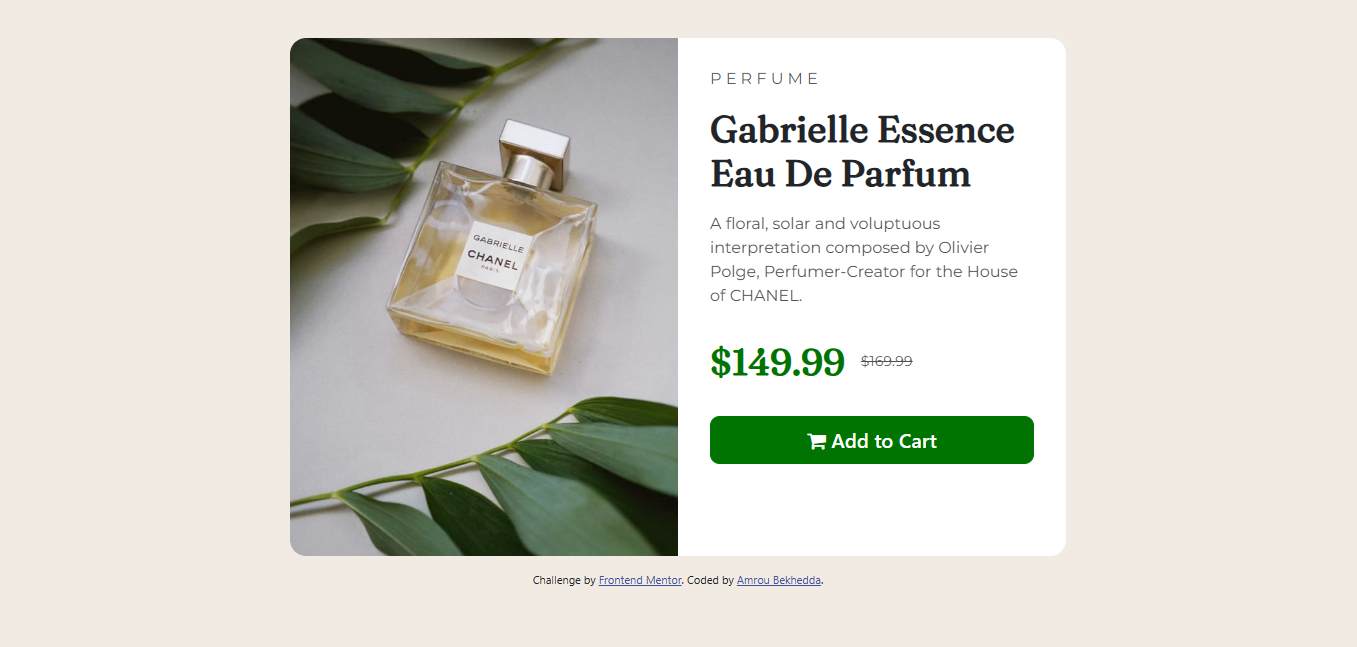 GABRIELLE
CHANEL
PARIS
PERFUME
Gabrielle Essence
Eau De Parfum
A floral, solar and voluptuous
interpretation composed by Olivier
Polge, Perfumer-Creator for the House
of CHANEL.
$149.99 $169.99
Add to Cart
Challenge by Frontend Mentor. Coded by Amrou Bekhedda.